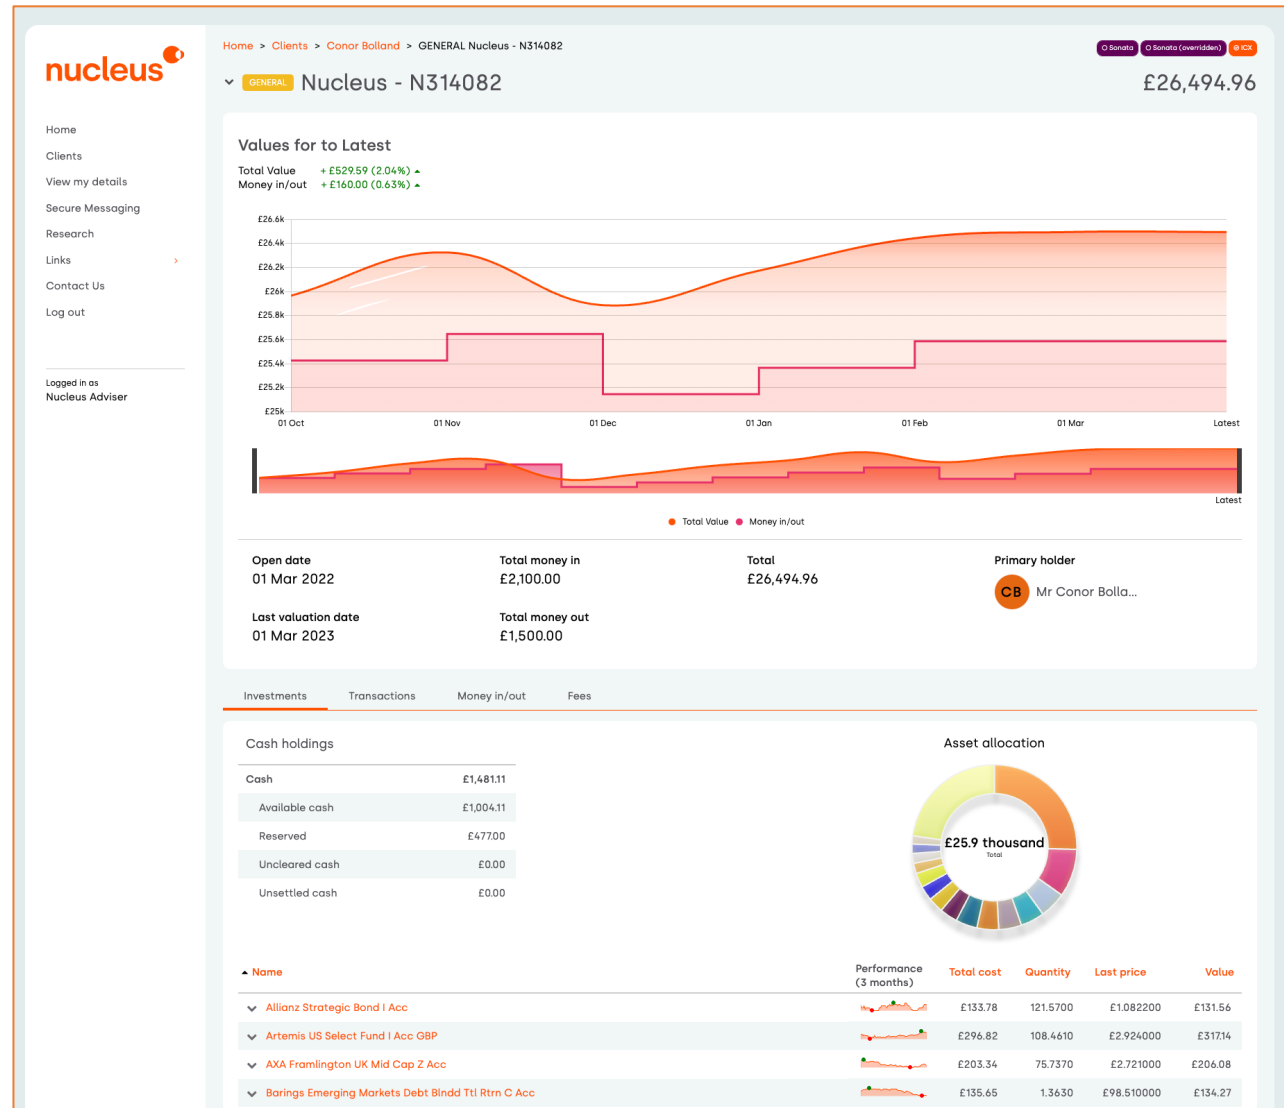 nucleus
Home
Clients
View my details
Secure Messaging
Research
Links
Contact Us
Log out
Logged in as
Nucleus Adviser
Home > Clients > Conor Bolland > GENERAL Nucleus - N314082
Sonata Sonata (overridden) ICX
GENERAL Nucleus - N314082 £26,494.96
Values for to Latest
Total Value + £529.59 (2.04%)
Money in/out + £160.00 (0.63%)
£26.6k
£26.4k
£26.2k
£26k
£25.8k
£25.6k
£25.4k
£25.2k
£25k
01 Oct 01 Nov 01 Dec 01 Jan 01 Feb 01 Mar Latest
Latest
Total Value Money in/out
Open date Total money in Total Primary holder
01 Mar 2022 £2,100.00 £26,494.96
CB Mr Conor Bolla...
Last valuation date Total money out
01 Mar 2023 £1,500.00
Investments Transactions Money in/out Fees
Cash holdings
Cash £1,481.11
Available cash £1,004.11
Reserved £477.00
Uncleared cash £0.00
Unsettled cash £0.00
Asset allocation
£25.9 thousand
Total
Name Performance (3 months) Total cost Quantity Last price Value
Allianz Strategic Bond I Acc £133.78 121.5700 £1.082200 £131.56
Artemis US Select Fund I Acc GBP £296.82 108.4610 £2.924000 £317.14
AXA Framlington UK Mid Cap Z Acc £203.34 75.7370 £2.721000 £206.08
Barings Emerging Markets Debt Blndd Ttl Rtrn C Acc £135.65 1.3630 £98.510000 £134.27